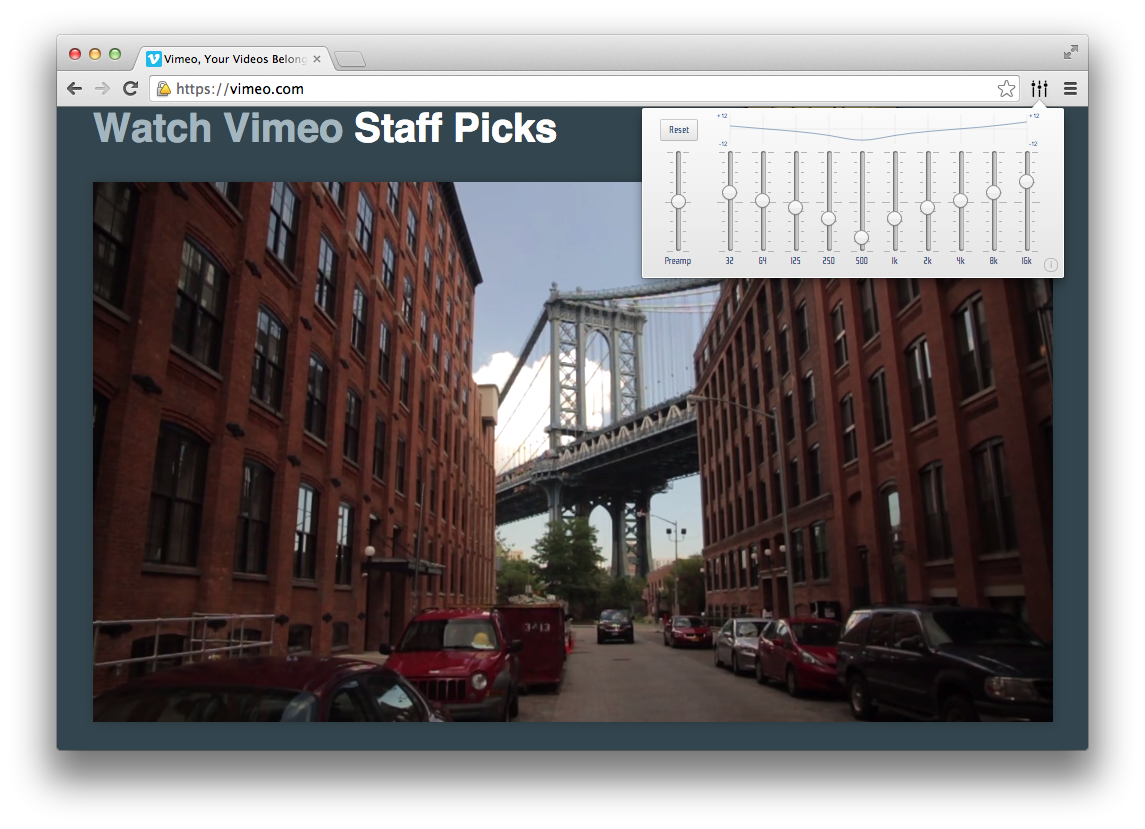 Vimeo, Your Videos Belong
https://vimeo.com
Watch Vimeo Staff Picks
Reset
+12
-12
+12
-12
Preamp 32 64 125 250 500 1k 2k 4k 8k 16k
3413